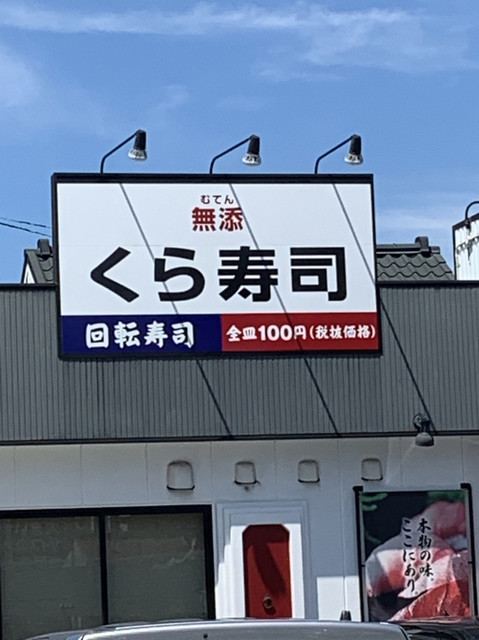 むてん
無添
くら寿司
回転寿司
全皿100円(税抜価格)
本物の味、
ここにあり。